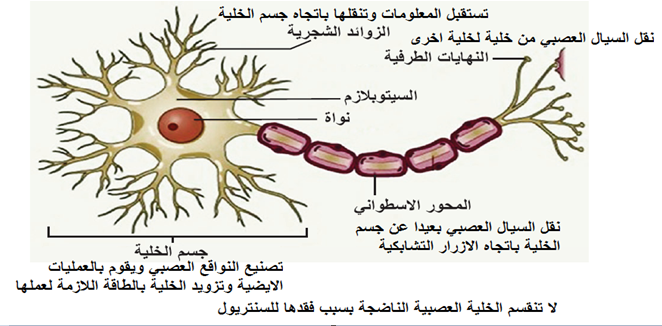 تستقبل المعلومات وتنقلها باتجاه جسم الخلية
الزوائد الشجرية
نقل السيال العصبي من خلية لخلية اخرى
النهايات الطرفية
السيتوبلازم
نواة
المحور الاسطواني
نقل السيال العصبي بعيدا عن جسم
الخلية باتجاه الازرار التشابكية
جسم الخلية
تصنيع النواقع العصبي ويقوم بالعمليات
الايضية وتزويد الخلية بالطاقة اللازمة لعملها
لا تنقسم الخلية العصبية الناضجة بسبب فقدها للسنتريول